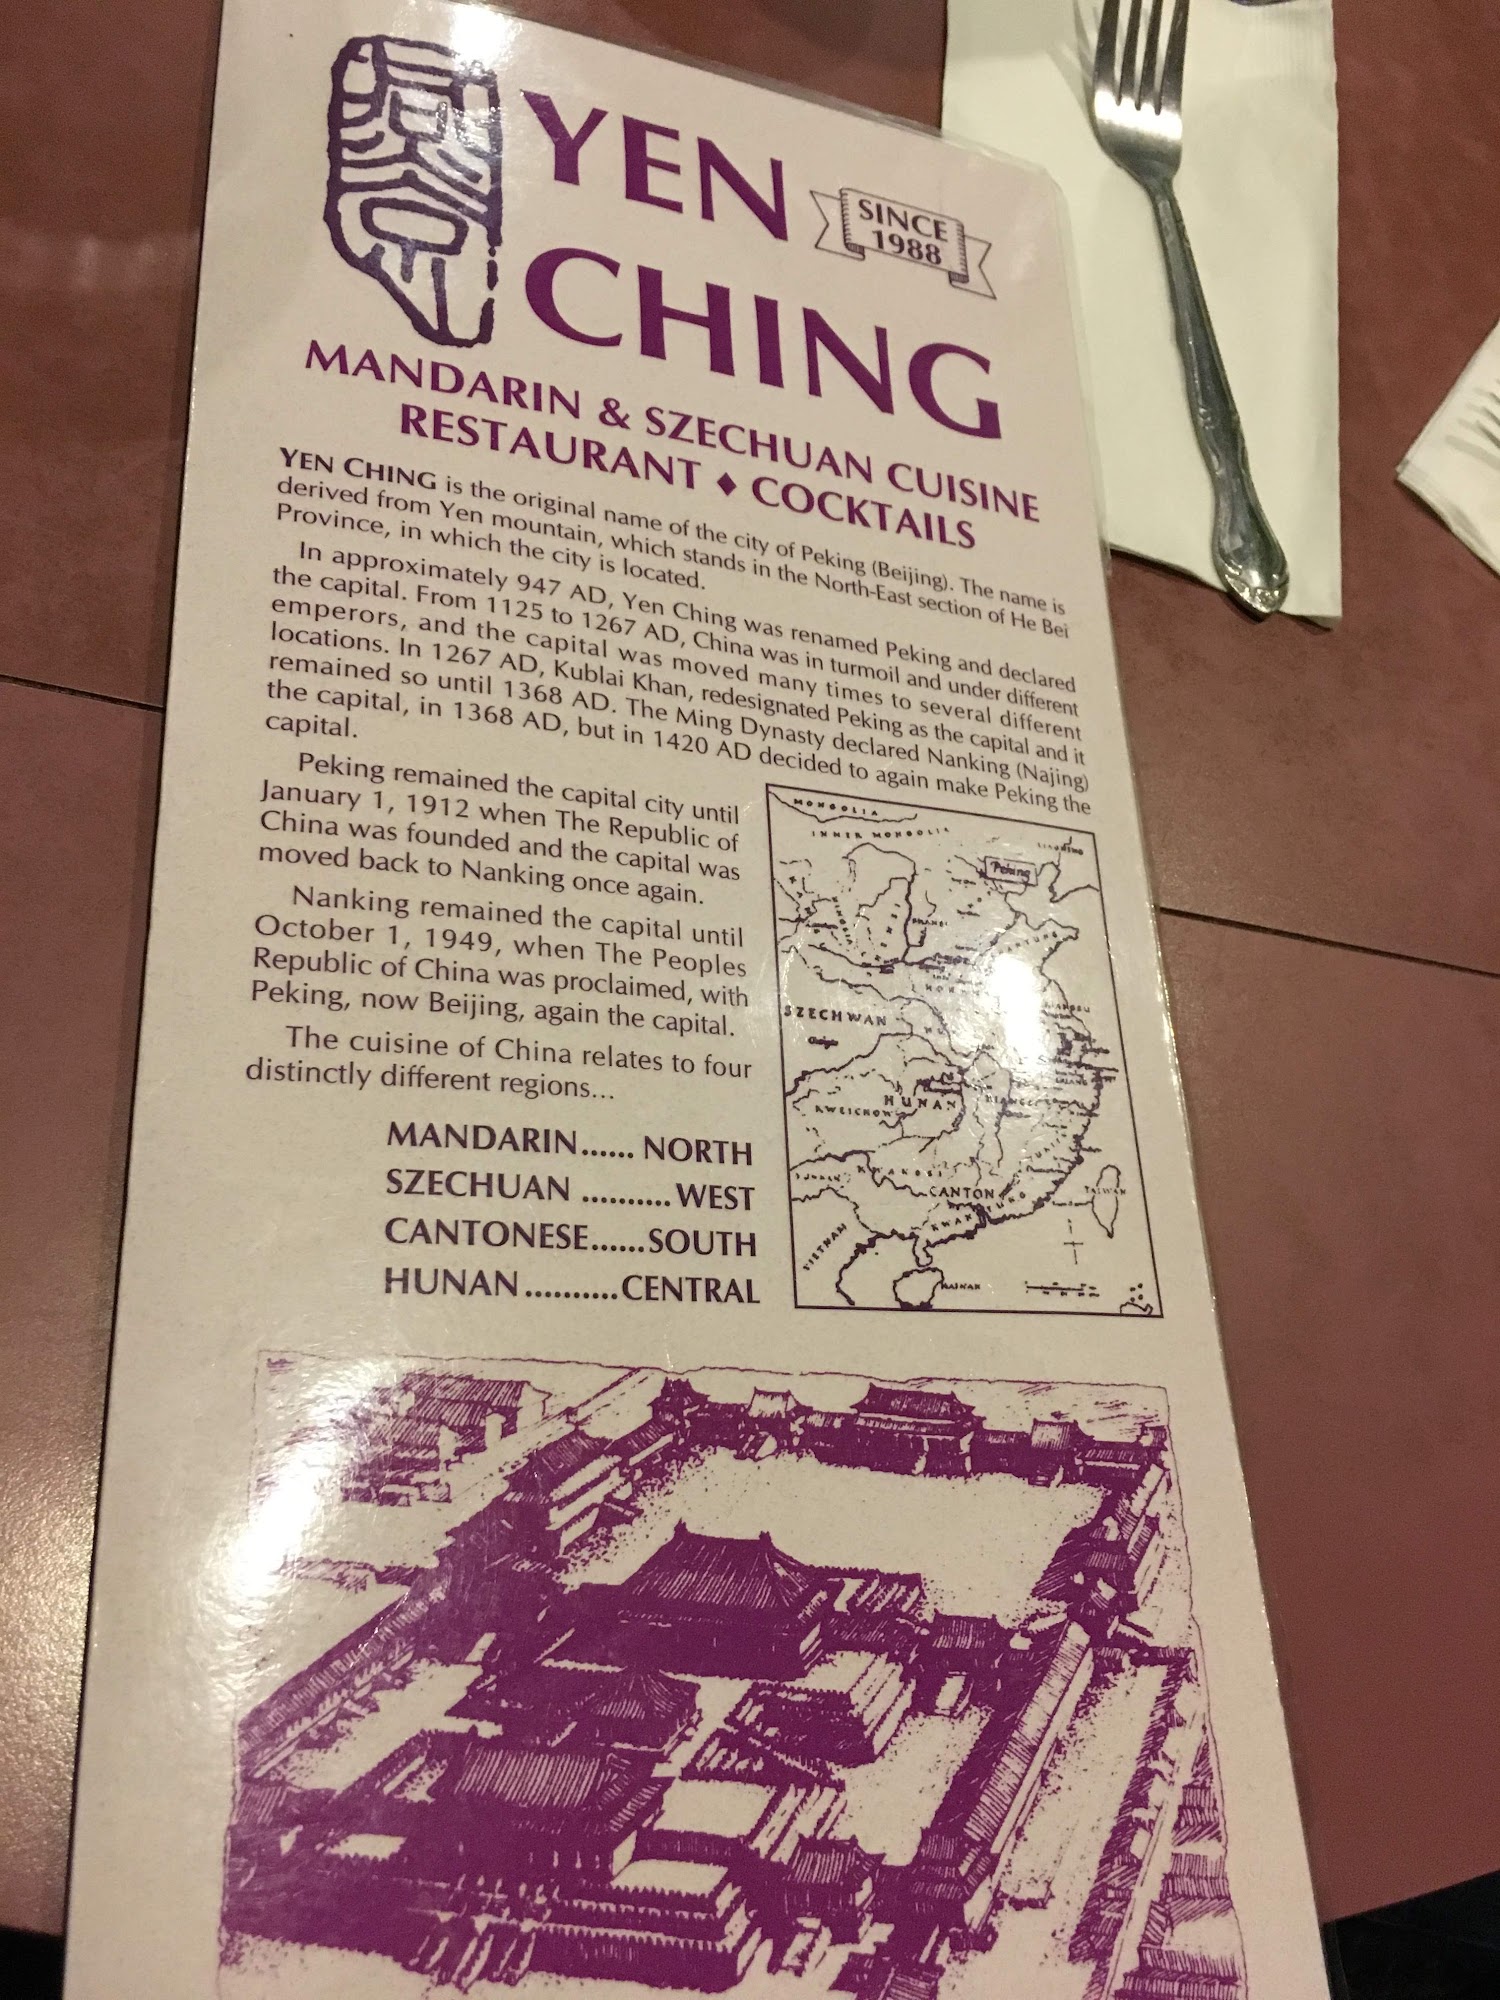 YEN
CHING
SINCE
1988
MANDARIN & SZECHUAN CUISINE
RESTAURANT ♦ COCKTAILS
YEN CHING is the original name of the city of Peking (Beijing). The name is
derived from Yen mountain, which stands in the North-East section of He Bei
Province, in which the city is located.
In approximately 947 AD, Yen Ching was renamed Peking and declared
the capital. From 1125 to 1267 AD, China was in turmoil and under different
emperors, and the capital was moved many times to several different
locations. In 1267 AD, Kublai Khan, redesignated Peking as the capital and it
remained so until 1368 AD. The Ming Dynasty declared Nanking (Najing)
the capital, in 1368 AD, but in 1420 AD decided to again make Peking the
capital.
Peking remained the capital city until
January 1, 1912 when The Republic of
China was founded and the capital was
moved back to Nanking once again.
Nanking remained the capital until
October 1, 1949, when The Peoples
Republic of China was proclaimed, with
Peking, now Beijing, again the capital.
The cuisine of China relates to four
distinctly different regions...
MANDARIN...... NORTH
SZECHUAN ..........WEST
CANTONESE......SOUTH
HUNAN ..........CENTRAL
MONGOLIA
INNER MONGOLIA
Peking
SZECHWAN
HUNAN
KWEICHOW
KWANGSI
CANTON
KWANGTUNG
TAIWAN
VIETNAM
HAINAN